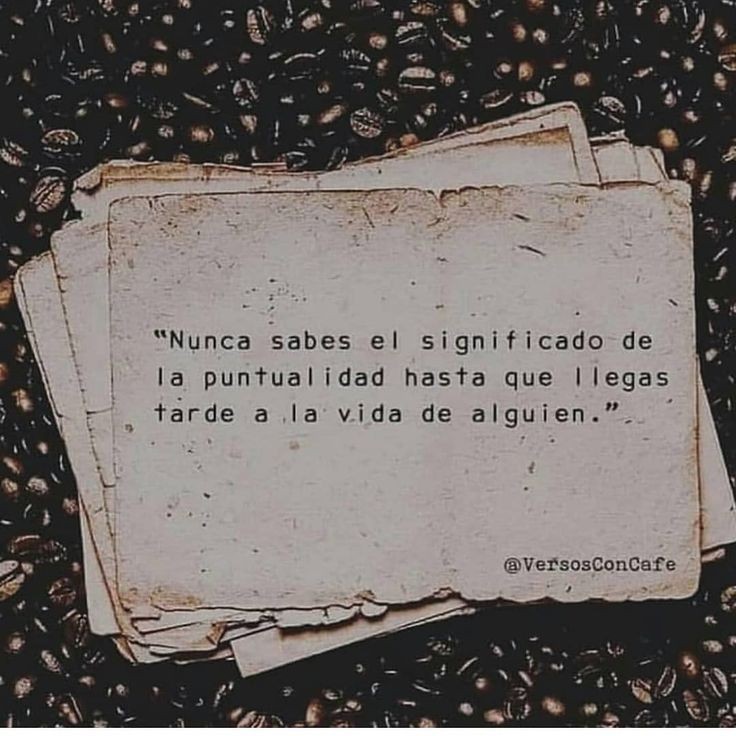 “Nunca sabes el significado de
la puntualidad hasta que llegas
tarde a la vida de alguien.”
@VersosConCafe